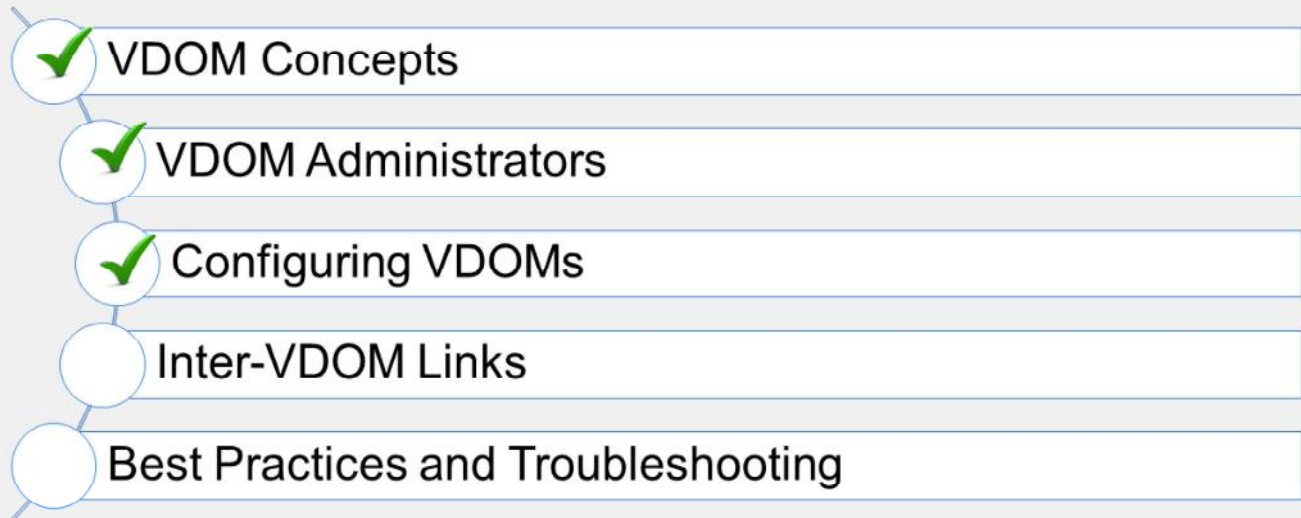 VDOM Concepts
VDOM Administrators
Configuring VDOMs
Inter-VDOM Links
Best Practices and Troubleshooting